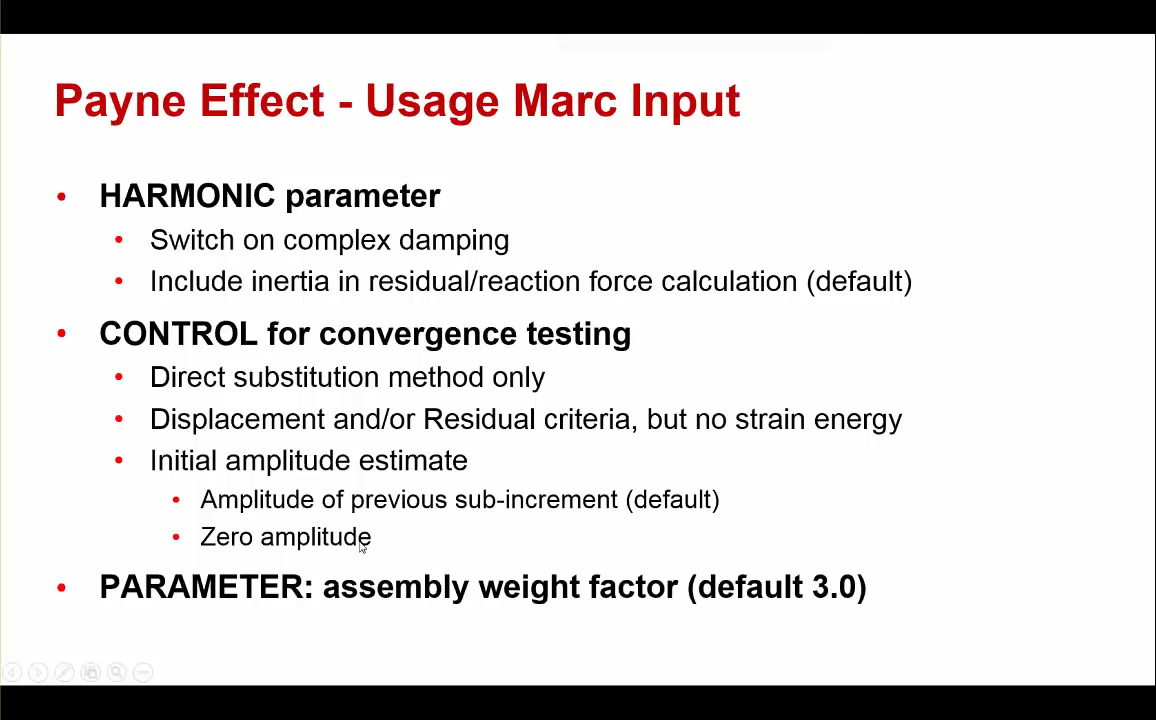 Payne Effect - Usage Marc Input
• HARMONIC parameter
• Switch on complex damping
• Include inertia in residual/reaction force calculation (default)
• CONTROL for convergence testing
• Direct substitution method only
• Displacement and/or Residual criteria, but no strain energy
• Initial amplitude estimate
• Amplitude of previous sub-increment (default)
• Zero amplitude
• PARAMETER: assembly weight factor (default 3.0)